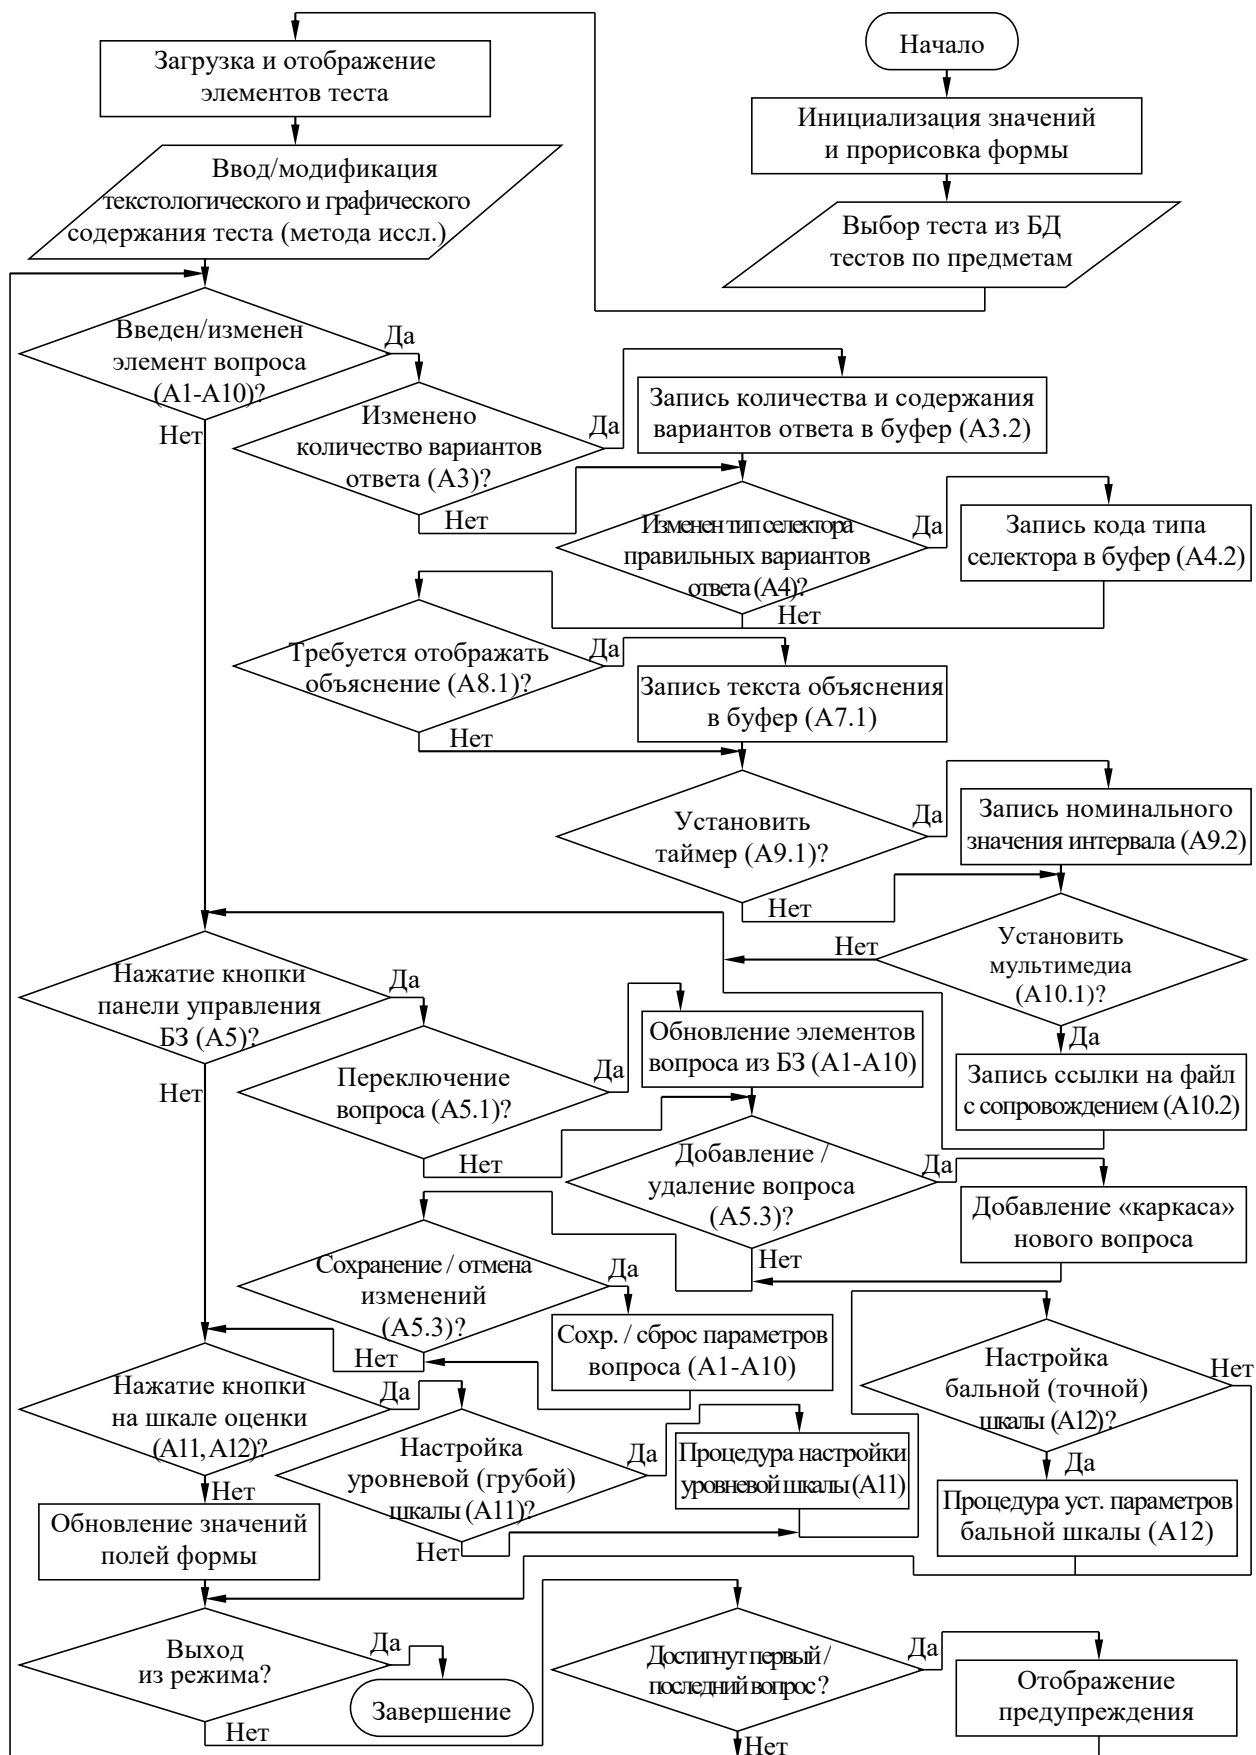 Начало
Инициализация значений
и прорисовка формы
Выбор теста из БД
тестов по предметам
Загрузка и отображение
элементов теста
Ввод/модификация
текстологического и графического
содержания теста (метода иссл.)
Введен/изменен
элемент вопроса
(А1-А10)?
Да
Нет
Изменено
количество вариантов
ответа (А3)?
Да
Нет
Запись количества и содержания
вариантов ответа в буфер (А3.2)
Изменен тип селектора
правильных вариантов
ответа (А4)?
Да
Нет
Запись кода типа
селектора в буфер (А4.2)
Требуется отображать
объяснение (А8.1)?
Да
Нет
Запись текста объяснения
в буфер (А7.1)
Установить
таймер (А9.1)?
Да
Нет
Запись номинального
значения интервала (А9.2)
Установить
мультимедиа
(А10.1)?
Нет
Да
Запись ссылки на файл
с сопровождением (А10.2)
Нажатие кнопки
панели управления
БЗ (А5)?
Да
Нет
Переключение
вопроса (А5.1)?
Да
Нет
Обновление элементов
вопроса из БЗ (А1-А10)
Добавление /
удаление вопроса
(А5.3)?
Да
Нет
Добавление «каркаса»
нового вопроса
Сохранение / отмена
изменений
(А5.3)?
Да
Нет
Сохр. / сброс параметров
вопроса (А1-А10)
Нажатие кнопки
на шкале оценки
(А11, А12)?
Да
Нет
Настройка
уровневой (грубой)
шкалы (А11)?
Да
Нет
Процедура настройки
уровневой шкалы (А11)
Настройка
бальной (точной)
шкалы (А12)?
Нет
Да
Процедура уст. параметров
бальной шкалы (А12)
Обновление значений
полей формы
Выход
из режима?
Да
Нет
Завершение
Достигнут первый /
последний вопрос ?
Да
Нет
Отображение
предупреждения